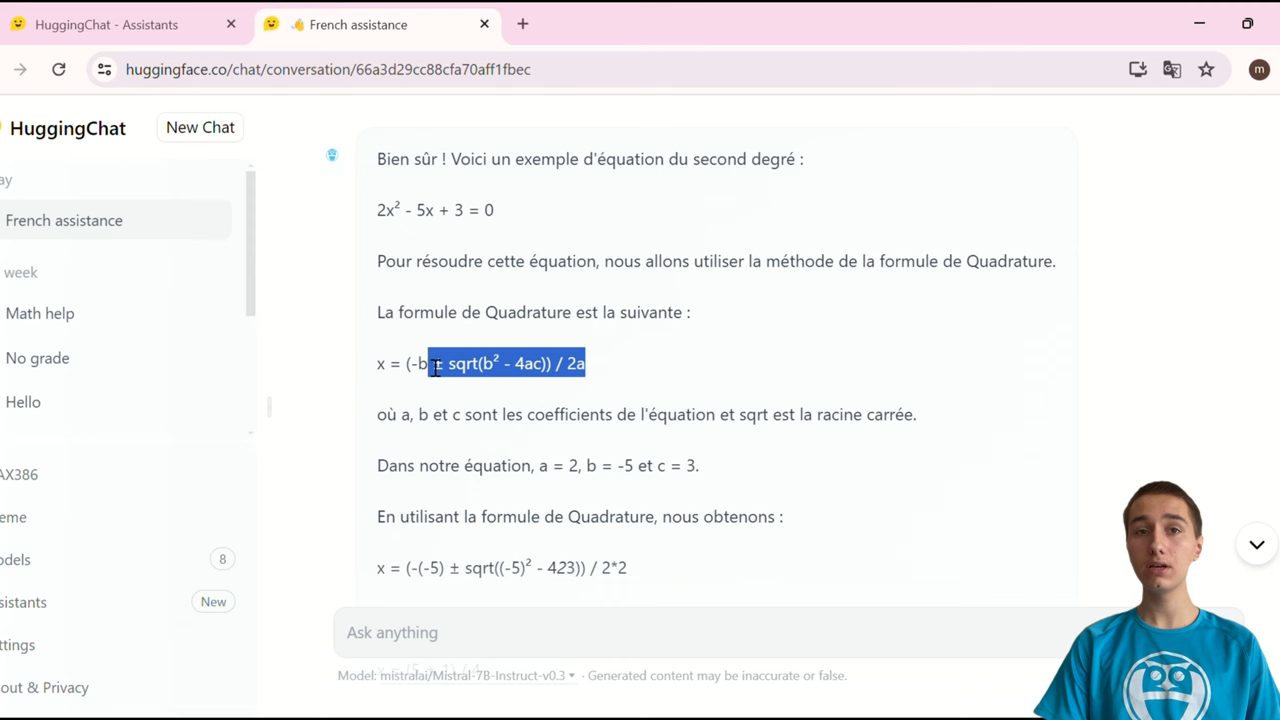 HuggingChat - Assistants
French assistance
huggingface.co/chat/conversation/66a3d29cc88cfa70aff1fbec
m
HuggingChat
New Chat
ay
French assistance
week
Math help
No grade
Hello
AX386
eme
odels
8
sistants
New
ttings
out & Privacy
Bien sûr ! Voici un exemple d'équation du second degré :
2x² - 5x + 3 = 0
Pour résoudre cette équation, nous allons utiliser la méthode de la formule de Quadrature.
La formule de Quadrature est la suivante :
x = (-b ± sqrt(b² - 4ac)) / 2a
où a, b et c sont les coefficients de l'équation et sqrt est la racine carrée.
Dans notre équation, a = 2, b = -5 et c = 3.
En utilisant la formule de Quadrature, nous obtenons :
x = (-(-5) ± sqrt((-5)² - 423)) / 2*2
Ask anything
x = (5 ± 1) / 4
Model: mistralai/Mistral-7B-Instruct-v0.3 · Generated content may be inaccurate or false.